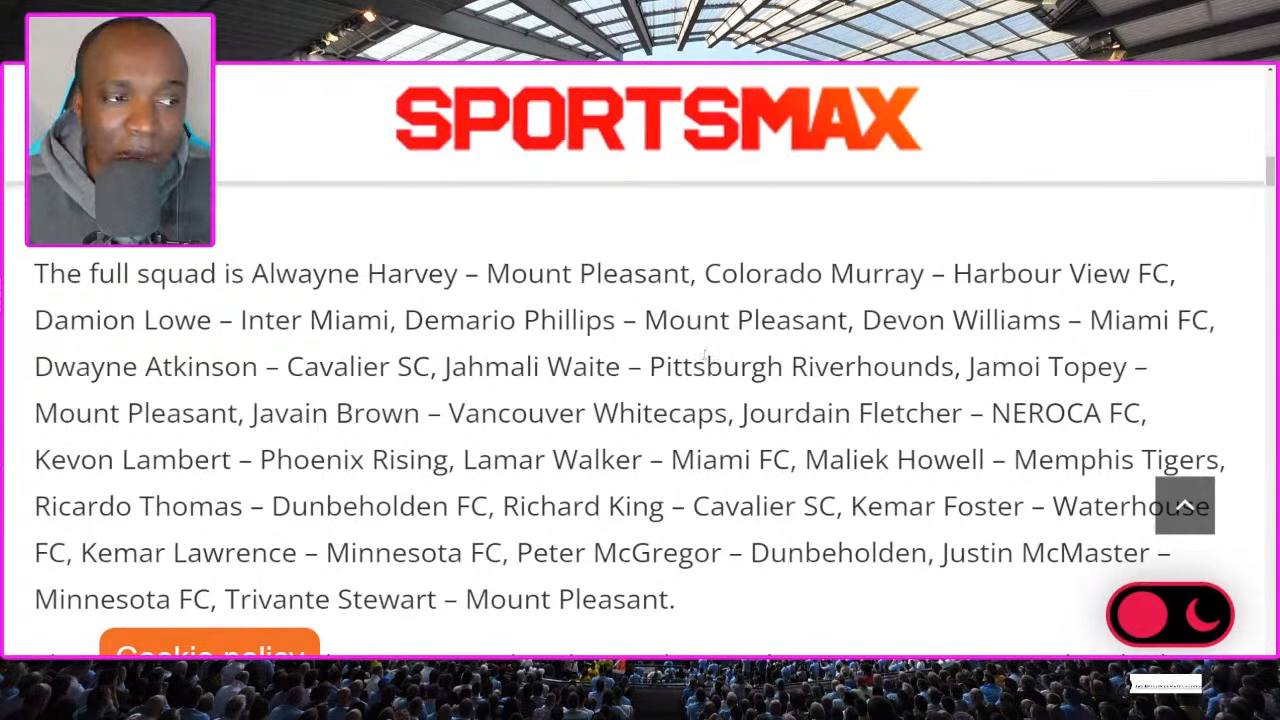 SPORTSMAX
The full squad is Alwayne Harvey – Mount Pleasant, Colorado Murray – Harbour View FC,
Damion Lowe – Inter Miami, Demario Phillips – Mount Pleasant, Devon Williams – Miami FC,
Dwayne Atkinson – Cavalier SC, Jahmali Waite – Pittsburgh Riverhounds, Jamoi Topey –
Mount Pleasant, Javain Brown – Vancouver Whitecaps, Jourdain Fletcher – NEROCA FC,
Kevon Lambert – Phoenix Rising, Lamar Walker – Miami FC, Maliek Howell – Memphis Tigers,
Ricardo Thomas – Dunbeholden FC, Richard King – Cavalier SC, Kemar Foster – Waterhouse
FC, Kemar Lawrence – Minnesota FC, Peter McGregor – Dunbeholden, Justin McMaster –
Minnesota FC, Trivante Stewart – Mount Pleasant.
Cookie policy